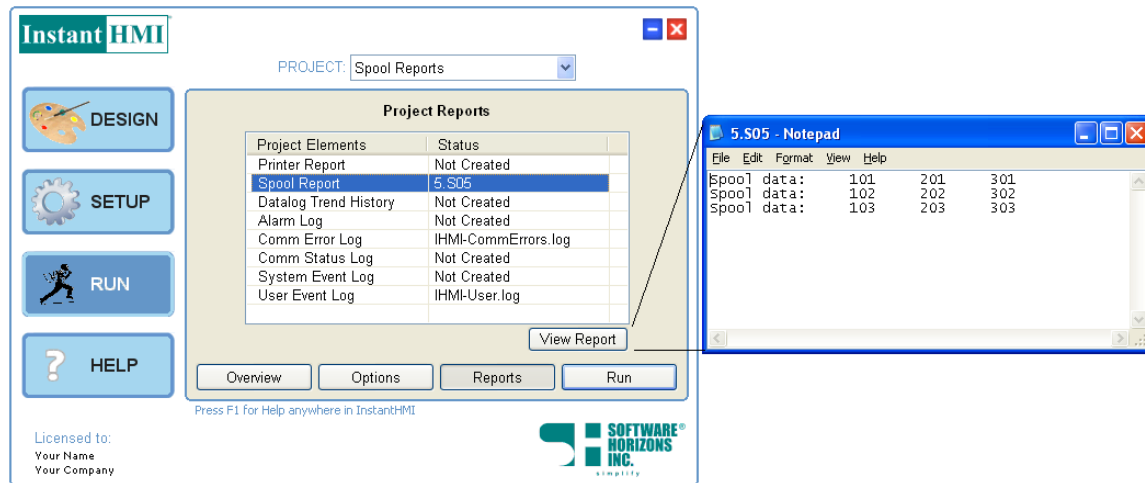 Instant HMI
PROJECT: Spool Reports
DESIGN
SETUP
RUN
HELP
Project Reports
Project Elements Status
Printer Report Not Created
Spool Report 5.S05
Datalog Trend History Not Created
Alarm Log Not Created
Comm Error Log IHMI-CommErrors.log
Comm Status Log Not Created
System Event Log Not Created
User Event Log IHMI-User.log
View Report
Overview Options Reports Run
Press F1 for Help anywhere in InstantHMI
Licensed to:
Your Name
Your Company
SOFTWARE®
HORIZONS
INC.
simplify
5.S05 - Notepad
File Edit Format View Help
Spool data: 101 201 301
Spool data: 102 202 302
Spool data: 103 203 303